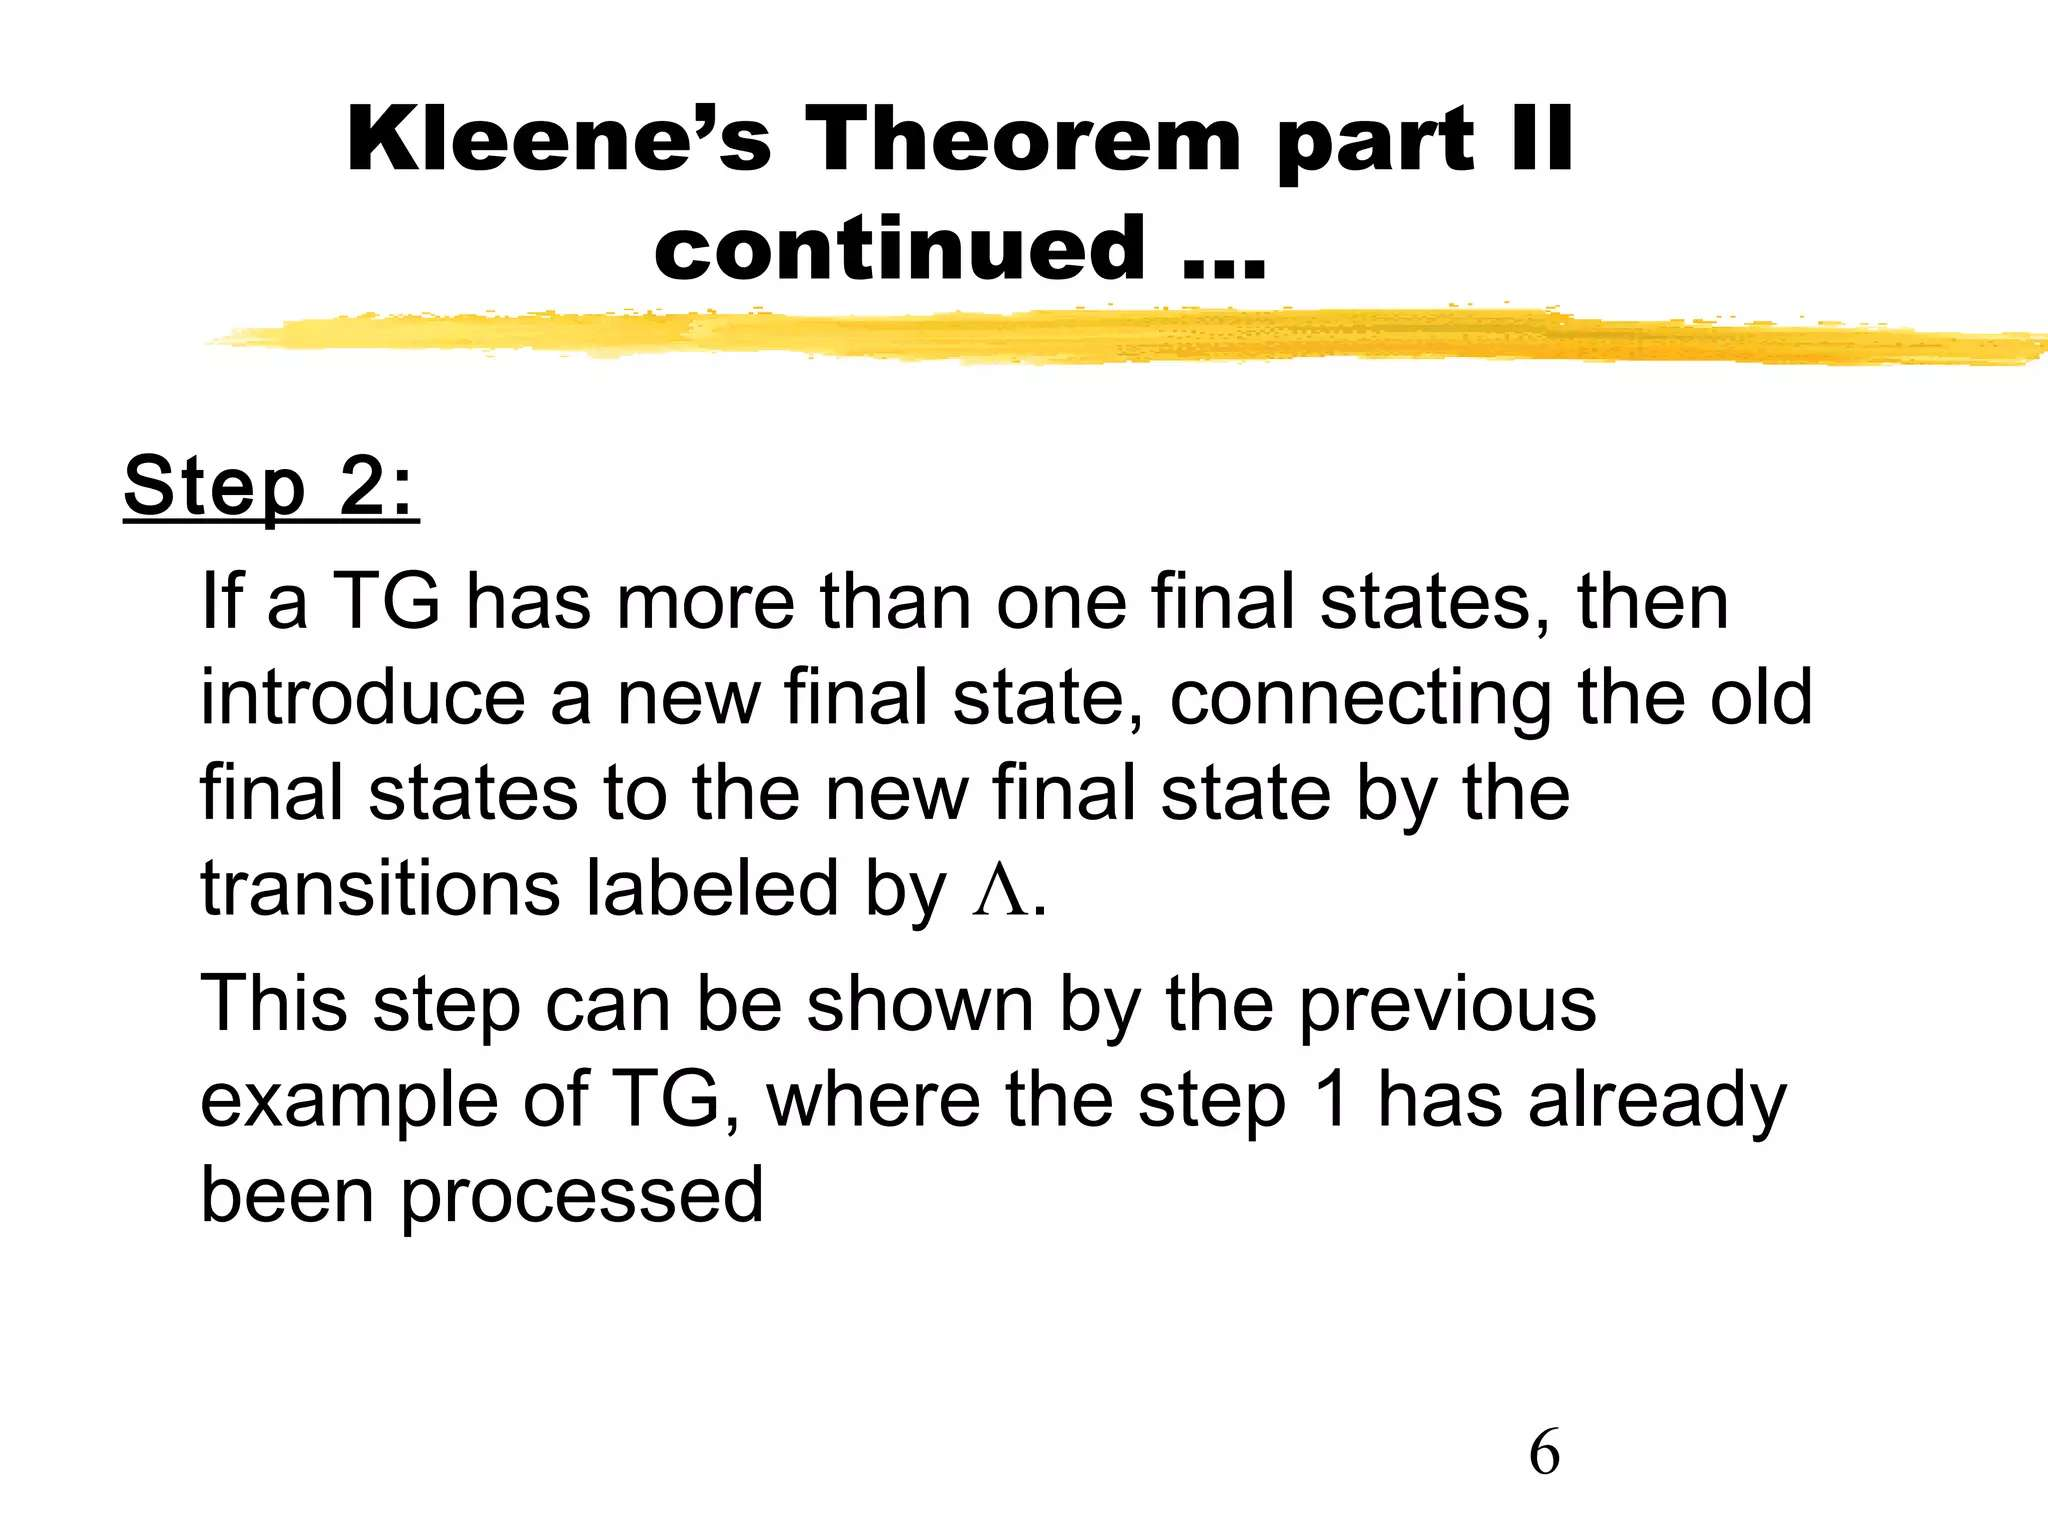 Kleene’s Theorem part II
continued …
Step 2:
If a TG has more than one final states, then
introduce a new final state, connecting the old
final states to the new final state by the
transitions labeled by Λ.
This step can be shown by the previous
example of TG, where the step 1 has already
been processed
6